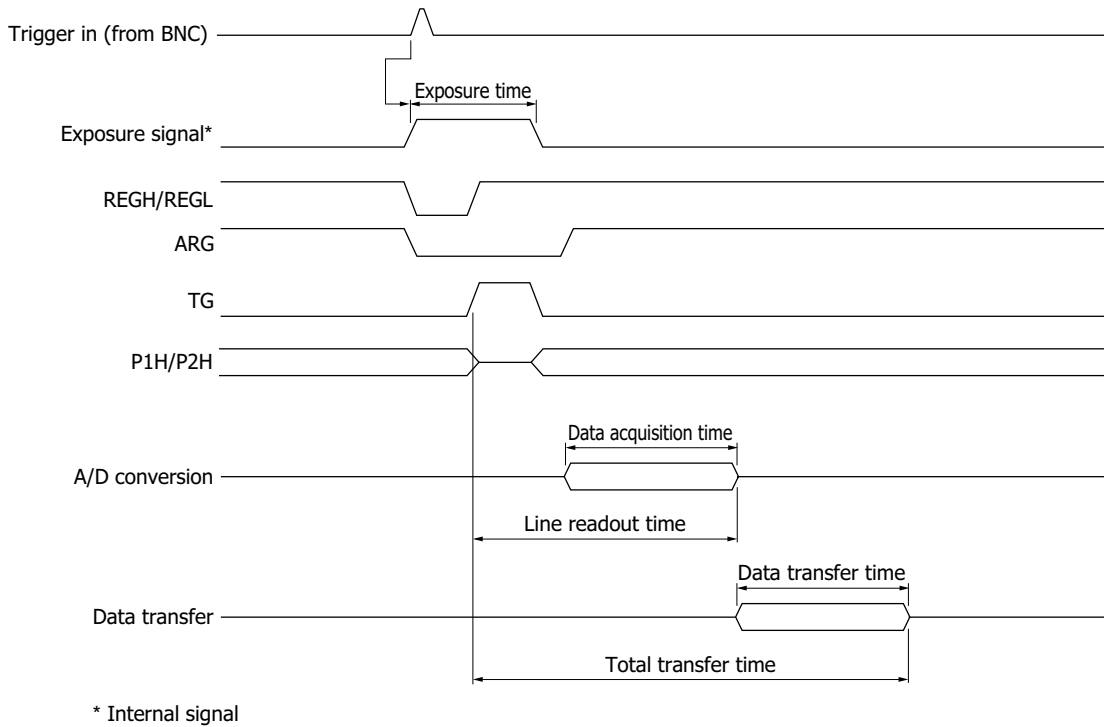 Trigger in (from BNC)
Exposure time
Exposure signal*
REGH/REGL
ARG
TG
P1H/P2H
Data acquisition time
A/D conversion
Line readout time
Data transfer time
Data transfer
Total transfer time
* Internal signal